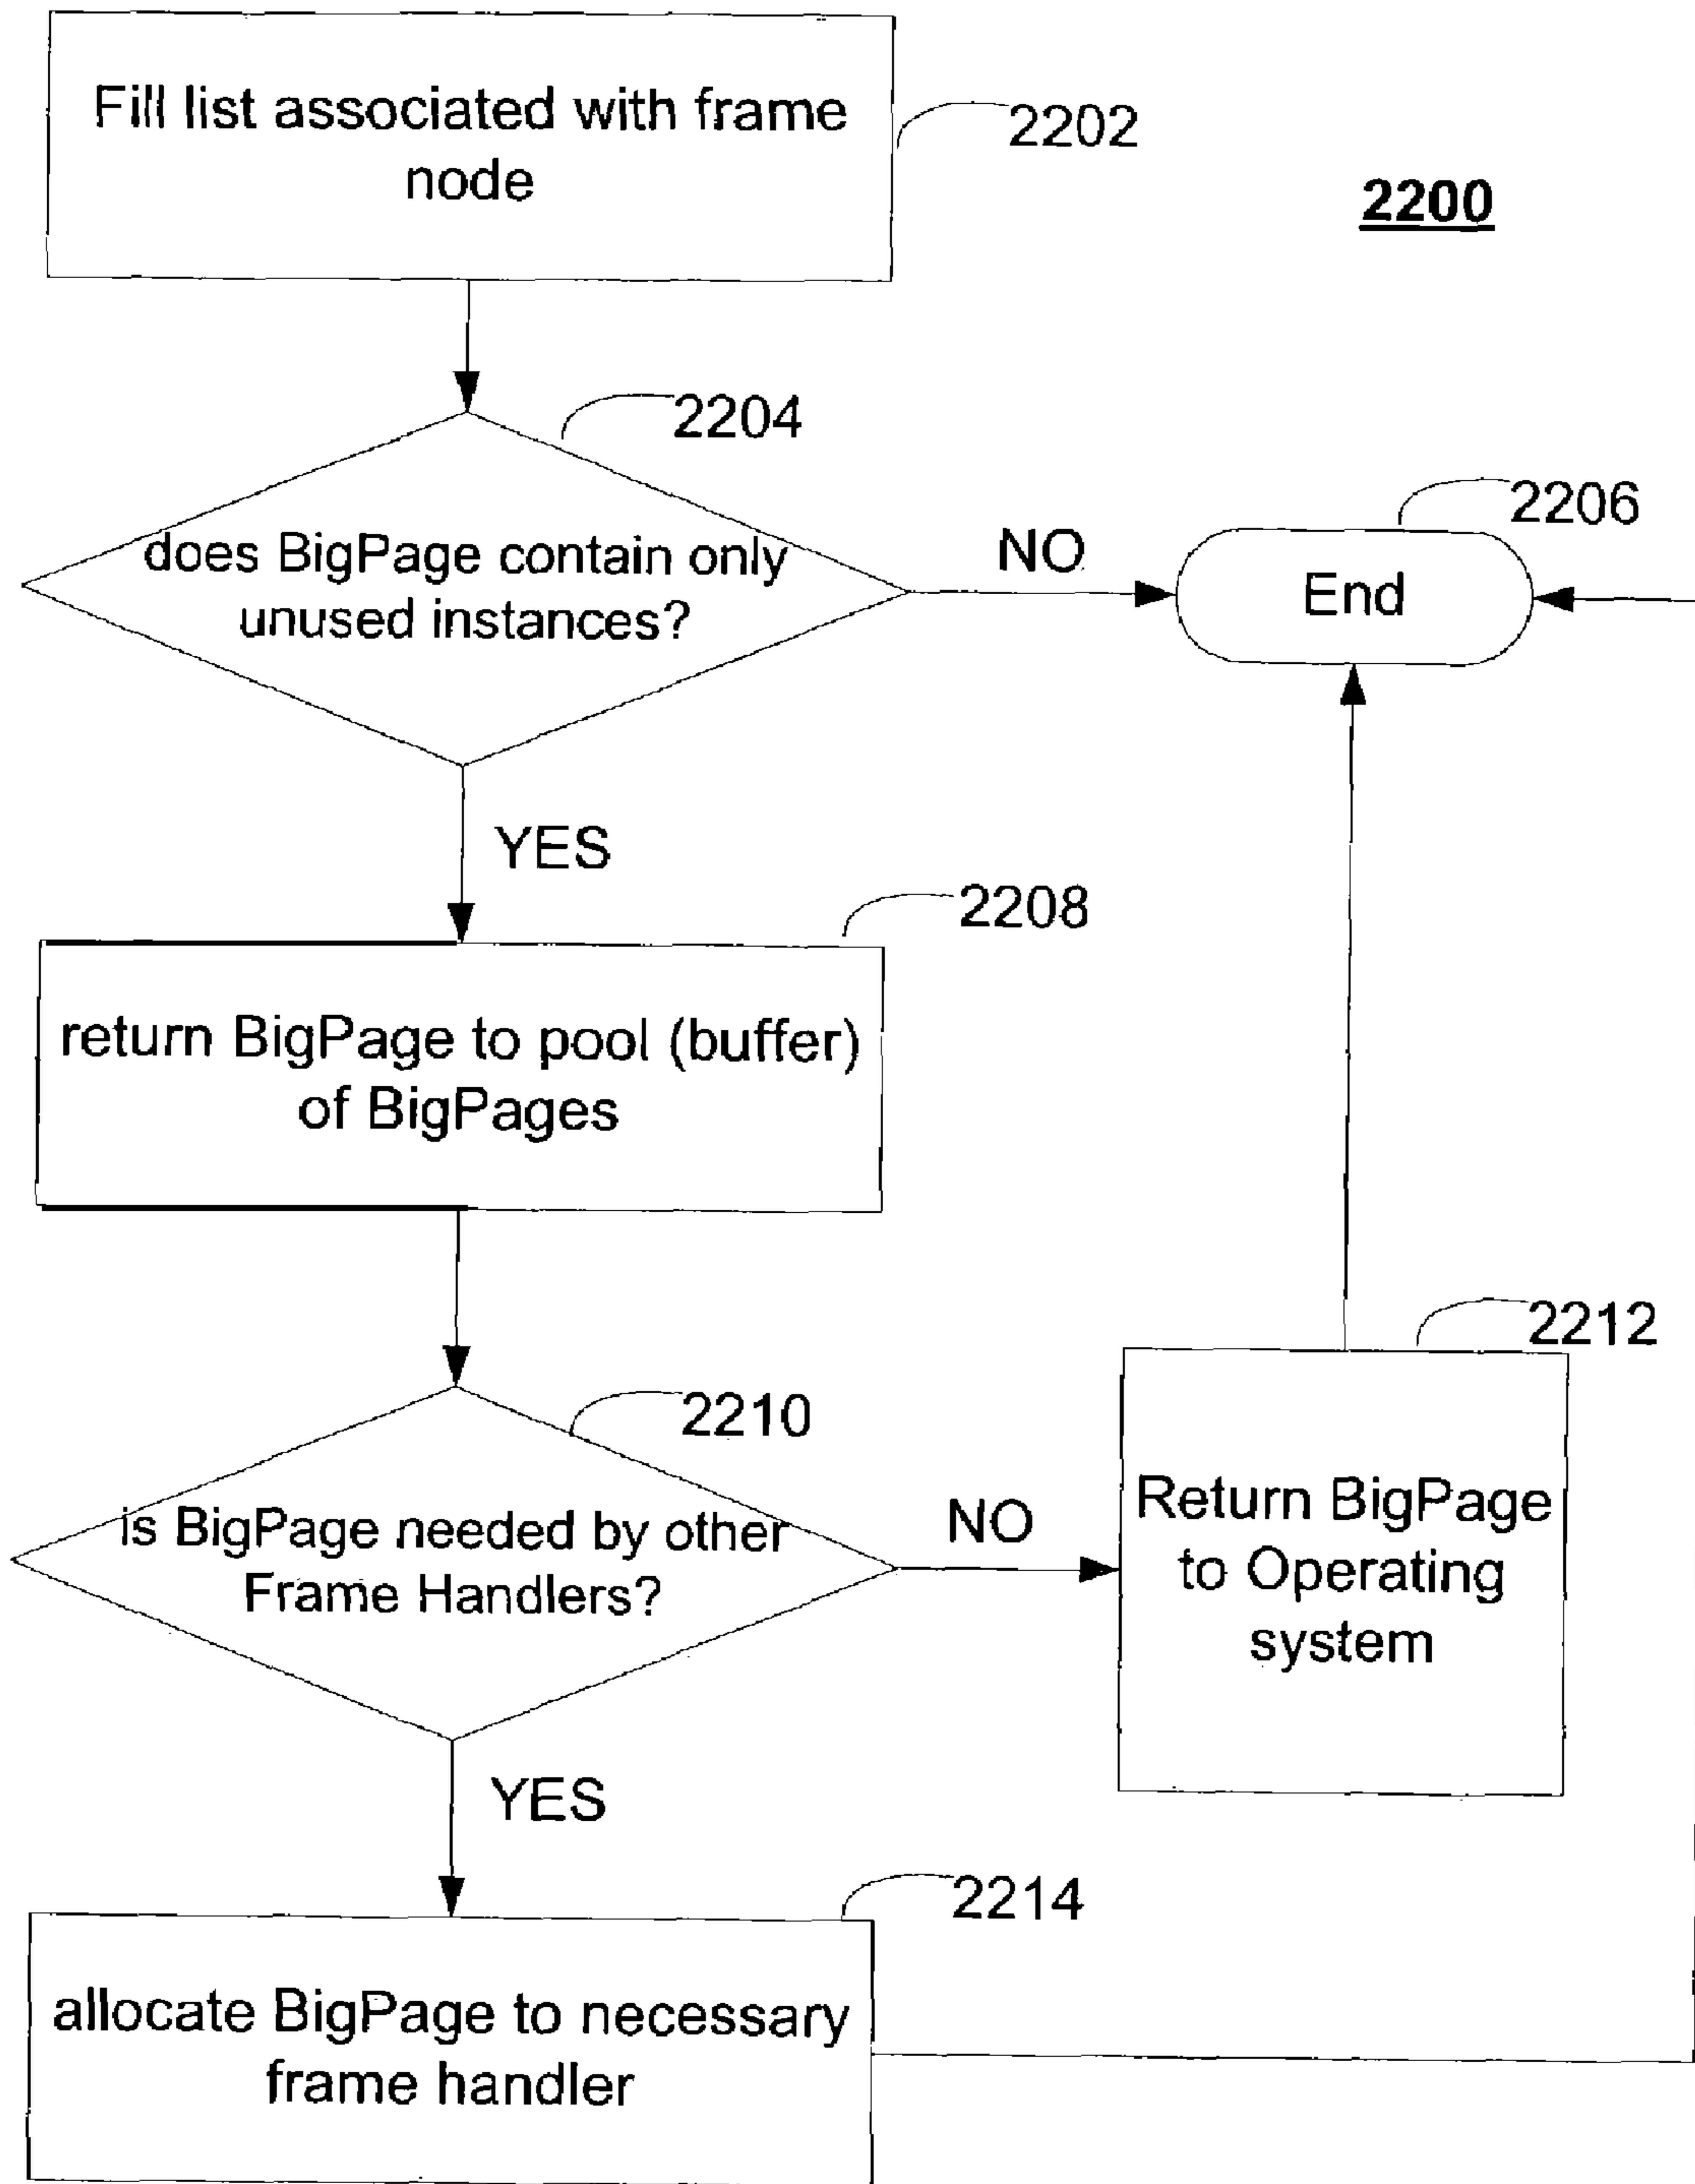 Fill list associated with frame
node
2202
2200
2204
does BigPage contain only
unused instances?
NO
2206
End
YES
2208
return BigPage to pool (buffer)
of BigPages
2210
is BigPage needed by other
Frame Handlers?
NO
2212
Return BigPage
to Operating
system
YES
2214
allocate BigPage to necessary
frame handler